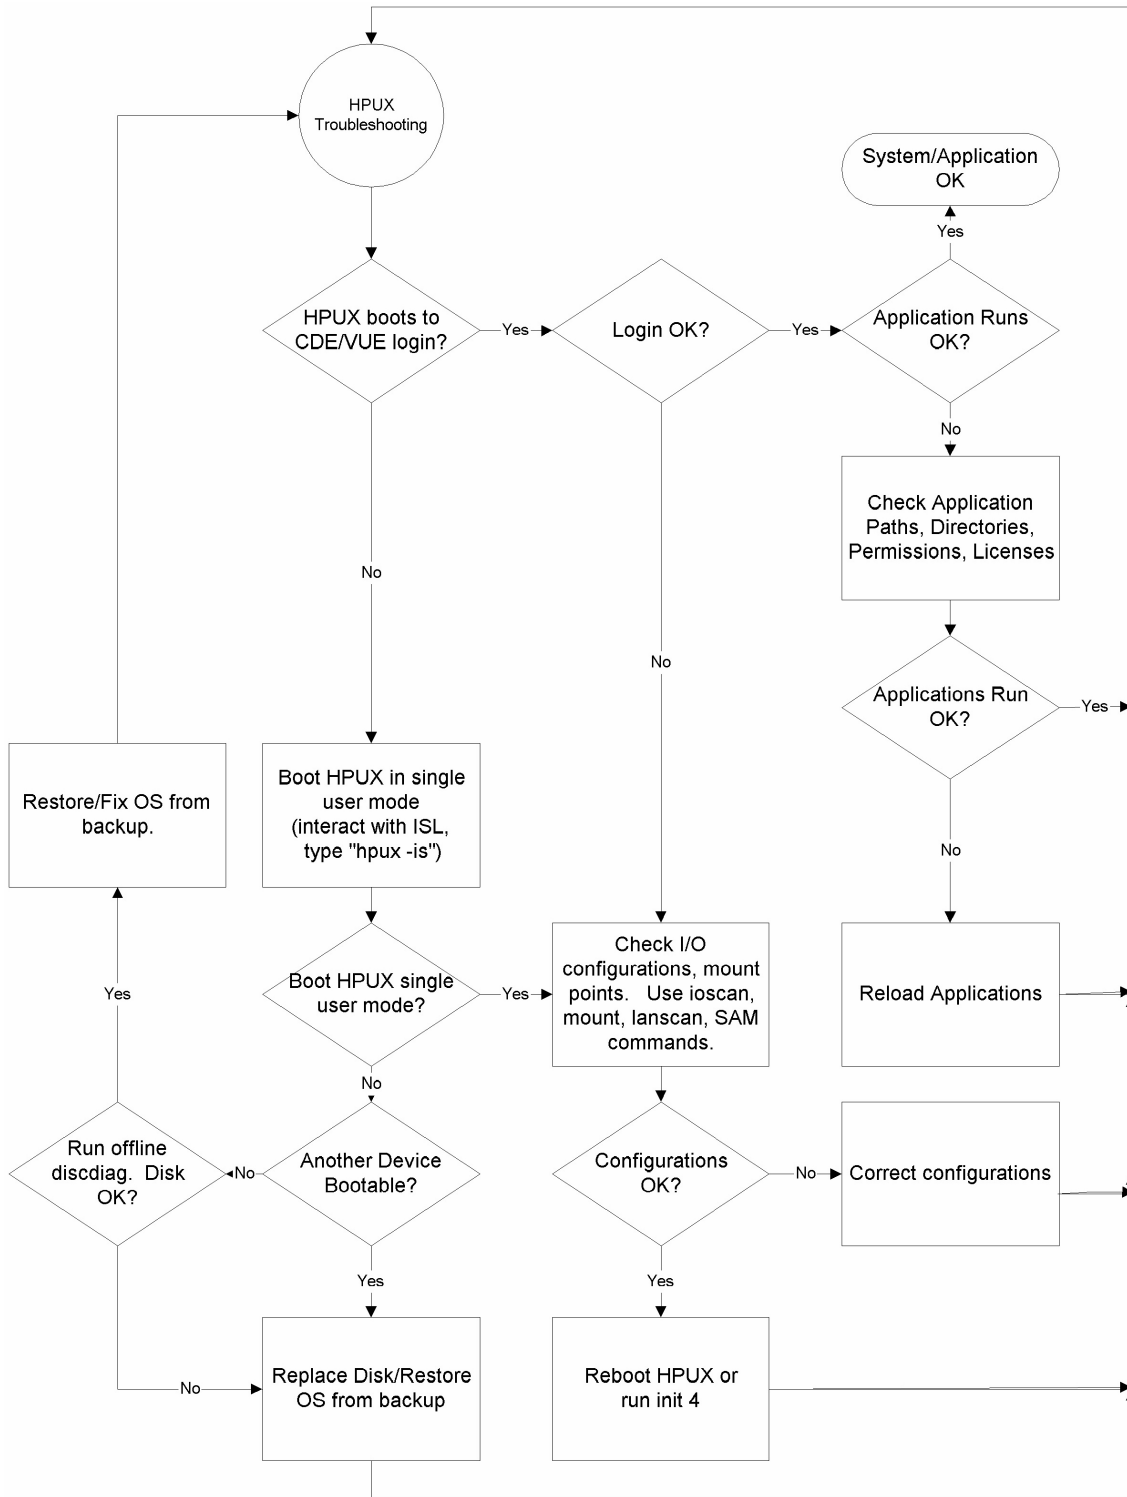 HPUX
Troubleshooting
System/Application
OK
Yes
HPUX boots to
CDE/VUE login?
Yes
Login OK?
Yes
Application Runs
OK?
No
Check Application
Paths, Directories,
Permissions, Licenses
No
No
Applications Run
OK?
Yes
Restore/Fix OS from
backup.
Boot HPUX in single
user mode
(interact with ISL,
type "hpux -is")
No
Yes
Boot HPUX single
user mode?
Yes
Check I/O
configurations, mount
points.   Use ioscan,
mount, lanscan, SAM
commands.
Reload Applications
No
Run offline
discdiag.  Disk
OK?
No
Another Device
Bootable?
Configurations
OK?
No
Correct configurations
Yes
Yes
No
Replace Disk/Restore
OS from backup
Reboot HPUX or
run init 4